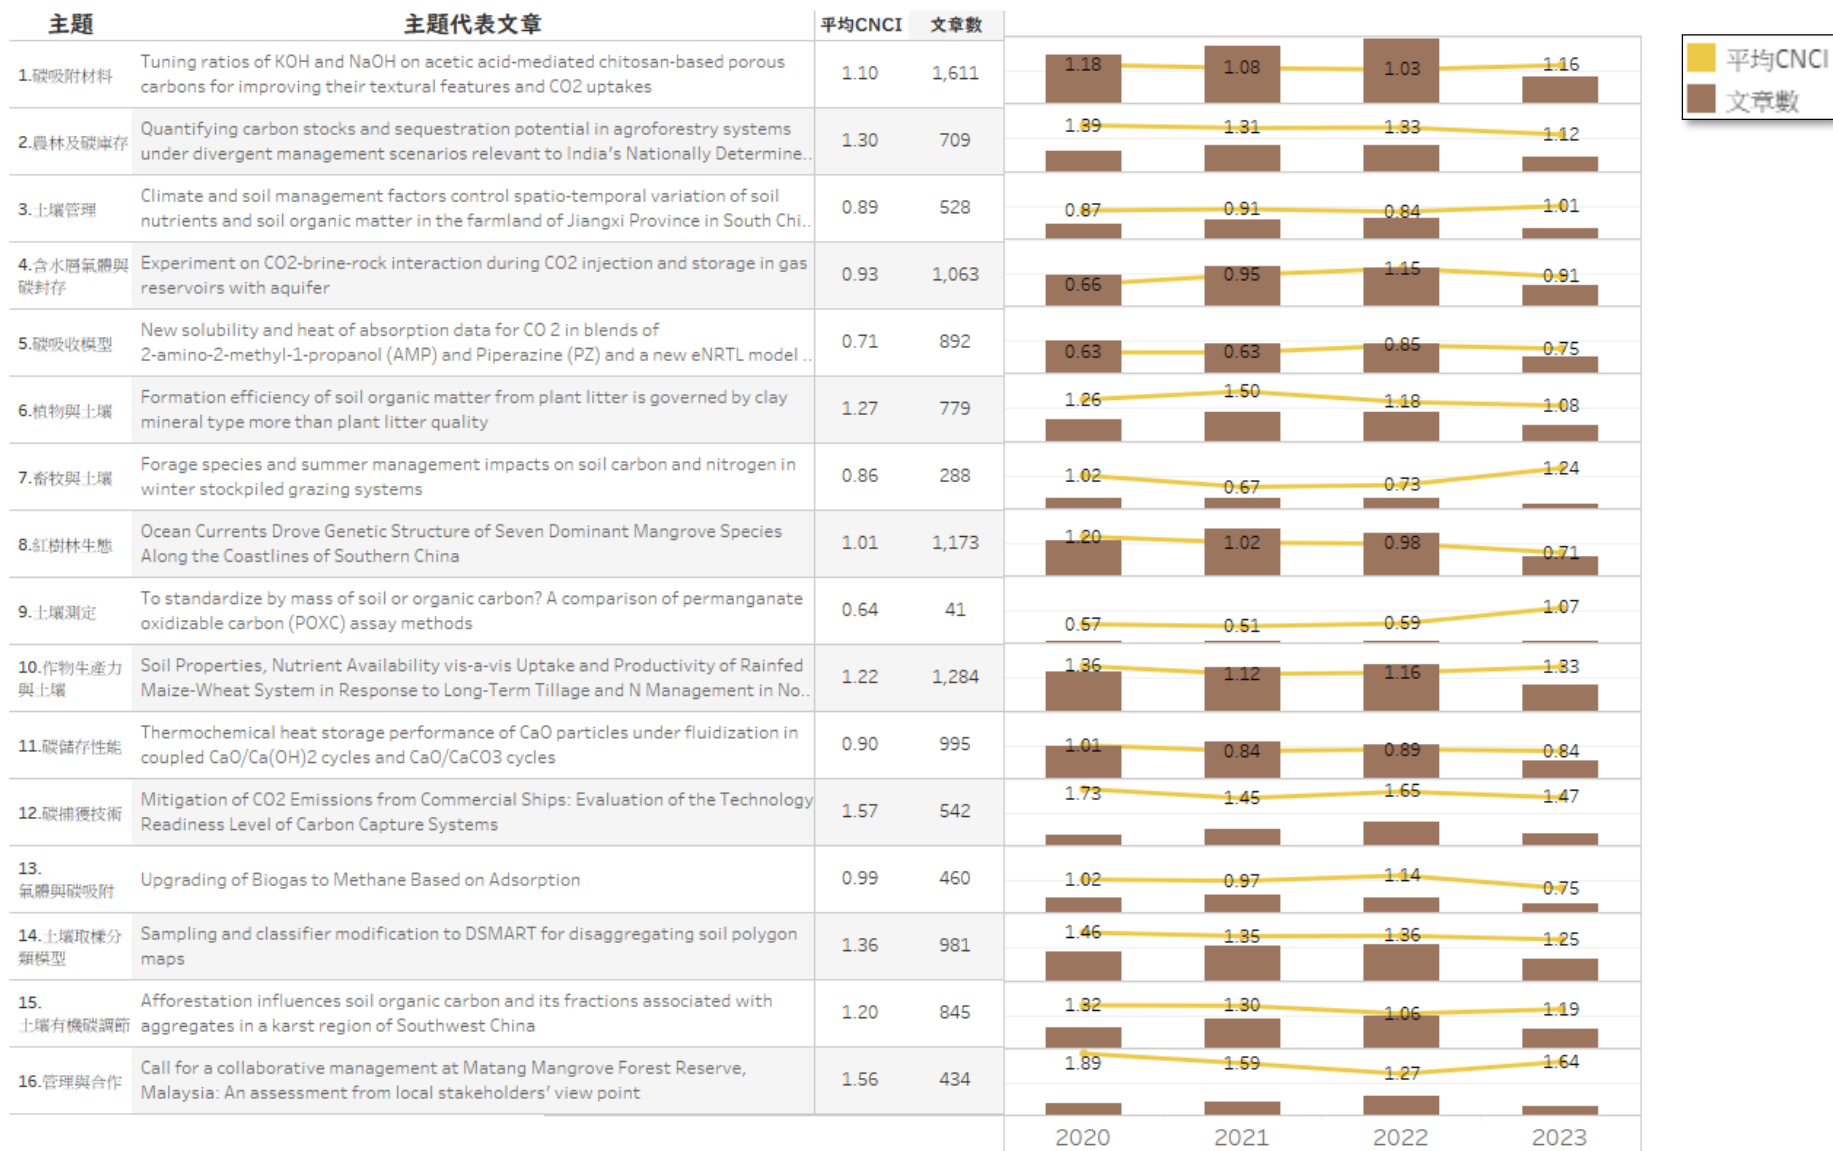 主題 主題代表文章 平均CNCI 文章數
平均CNCI
文章數
1.碳吸附材料
Tuning ratios of KOH and NaOH on acetic acid-mediated chitosan-based porous
carbons for improving their textural features and CO2 uptakes
1.10 1,611 1.18 1.08 1.03 1.16
2.農林及碳庫存
Quantifying carbon stocks and sequestration potential in agroforestry systems
under divergent management scenarios relevant to India's Nationally Determine..
1.30 709 1.39 1.31 1.33 1.12
3.土壤管理
Climate and soil management factors control spatio-temporal variation of soil
nutrients and soil organic matter in the farmland of Jiangxi Province in South Chi..
0.89 528 0.87 0.91 0.84 1.01
4.含水層氣體與
碳封存
Experiment on CO2-brine-rock interaction during CO2 injection and storage in gas
reservoirs with aquifer
0.93 1,063 0.66 0.95 1.15 0.91
5.碳吸收模型
New solubility and heat of absorption data for CO 2 in blends of
2-amino-2-methyl-1-propanol (AMP) and Piperazine (PZ) and a new eNRTL model ..
0.71 892 0.63 0.63 0.85 0.75
6.植物與土壤
Formation efficiency of soil organic matter from plant litter is governed by clay
mineral type more than plant litter quality
1.27 779 1.26 1.50 1.18 1.08
7.畜牧與土壤
Forage species and summer management impacts on soil carbon and nitrogen in
winter stockpiled grazing systems
0.86 288 1.02 0.67 0.73 1.24
8.紅樹林生態
Ocean Currents Drove Genetic Structure of Seven Dominant Mangrove Species
Along the Coastlines of Southern China
1.01 1,173 1.20 1.02 0.98 0.71
9.土壤測定
To standardize by mass of soil or organic carbon? A comparison of permanganate
oxidizable carbon (POXC) assay methods
0.64 41 0.57 0.51 0.59 1.07
10.作物生產力
與土壤
Soil Properties, Nutrient Availability vis-a-vis Uptake and Productivity of Rainfed
Maize-Wheat System in Response to Long-Term Tillage and N Management in No..
1.22 1,284 1.36 1.12 1.16 1.33
11.碳儲存性能
Thermochemical heat storage performance of CaO particles under fluidization in
coupled CaO/Ca(OH)2 cycles and CaO/CaCO3 cycles
0.90 995 1.01 0.84 0.89 0.84
12.碳捕獲技術
Mitigation of CO2 Emissions from Commercial Ships: Evaluation of the Technology
Readiness Level of Carbon Capture Systems
1.57 542 1.73 1.45 1.65 1.47
13.
氣體與碳吸附
Upgrading of Biogas to Methane Based on Adsorption
0.99 460 1.02 0.97 1.14 0.75
14.土壤取樣分
類模型
Sampling and classifier modification to DSMART for disaggregating soil polygon
maps
1.36 981 1.46 1.35 1.36 1.25
15.
土壤有機碳調節
Afforestation influences soil organic carbon and its fractions associated with
aggregates in a karst region of Southwest China
1.20 845 1.32 1.30 1.06 1.19
16.管理與合作
Call for a collaborative management at Matang Mangrove Forest Reserve,
Malaysia: An assessment from local stakeholders' view point
1.56 434 1.89 1.59 1.27 1.64
2020 2021 2022 2023